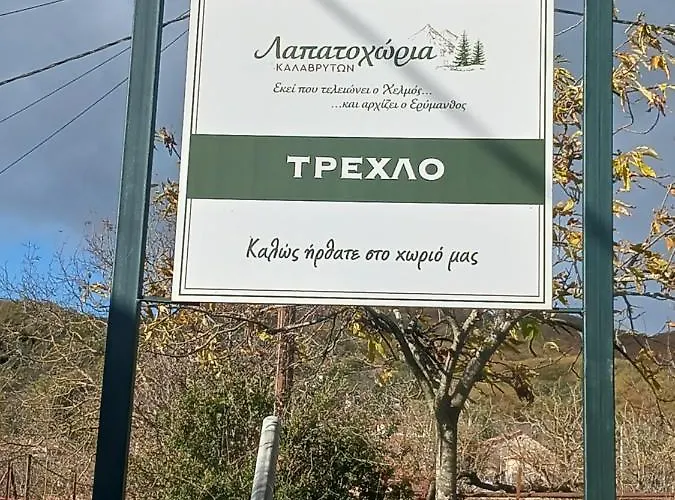 Λαπατοχώρια
ΚΑΛΑΒΡΥΤΩΝ
Εκεί που τελειώνει ο Χελμός...
...και αρχίζει ο Ερύμανθος
ΤΡΕΧΛΟ
Καλώς ήρθατε στο χωριό μας